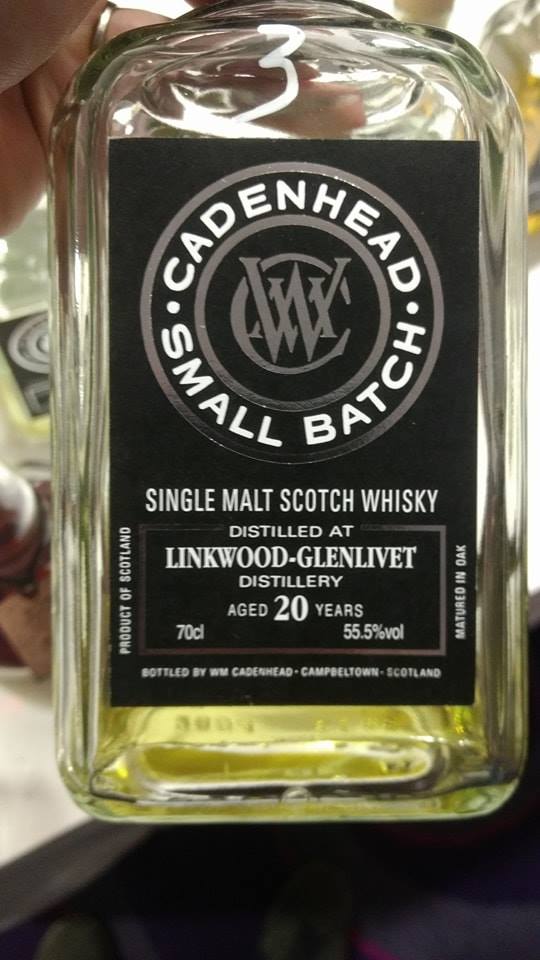 3
CADENHEAD
WC
SMALL BATCH
SINGLE MALT SCOTCH WHISKY
DISTILLED AT
LINKWOOD-GLENLIVET
DISTILLERY
AGED 20 YEARS
70cl 55.5%vol
PRODUCT OF SCOTLAND
MATURED IN OAK
BOTTLED BY WM CADENHEAD · CAMPBELTOWN · SCOTLAND